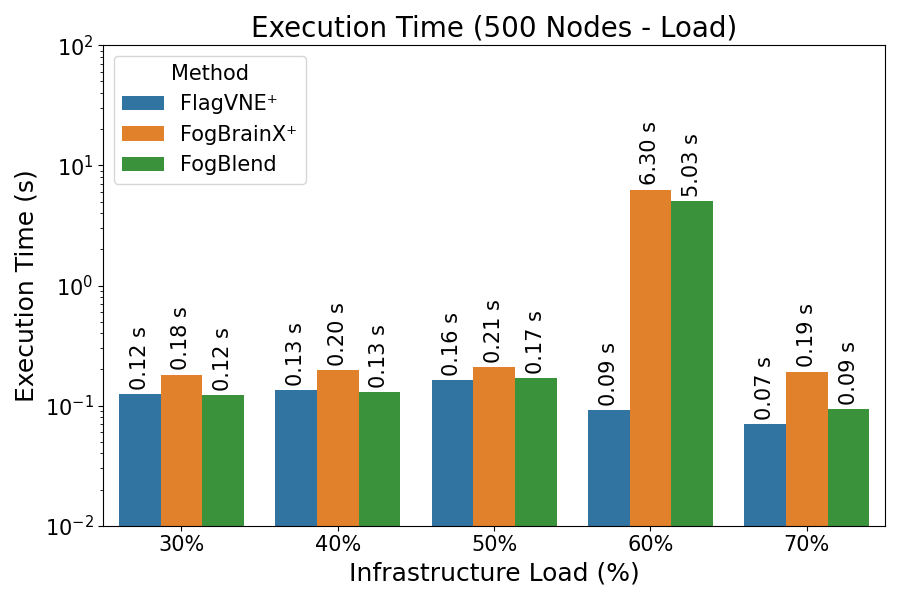 Execution Time (500 Nodes - Load)
Execution Time (s)
10²
10¹
10⁰
10⁻¹
10⁻²
Method
FlagVNE⁺
FogBrainX⁺
FogBlend
0.12 s
0.18 s
0.12 s
0.13 s
0.20 s
0.13 s
0.16 s
0.21 s
0.17 s
0.09 s
6.30 s
5.03 s
0.07 s
0.19 s
0.09 s
30%
40%
50%
60%
70%
Infrastructure Load (%)